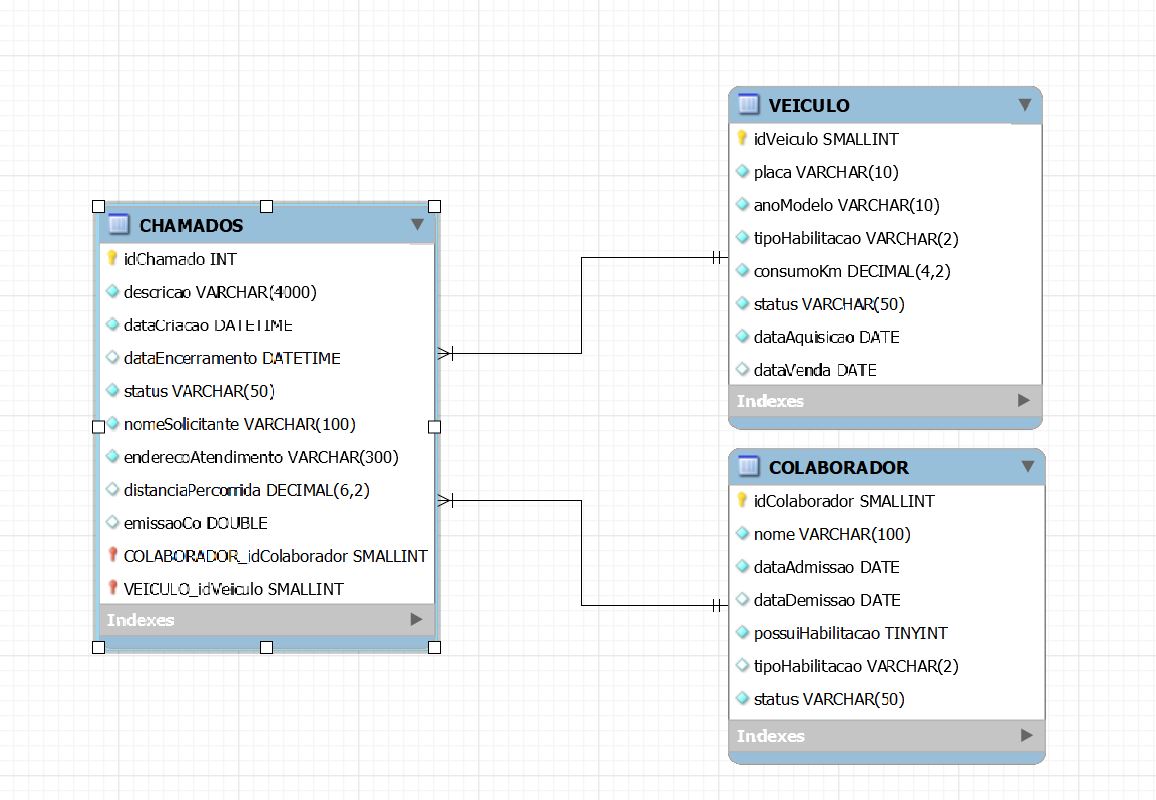 CHAMADOS
idChamado INT
descricao VARCHAR(4000)
dataCriacao DATETIME
dataEncerramento DATETIME
status VARCHAR(50)
nomeSolicitante VARCHAR(100)
enderecoAtendimento VARCHAR(300)
distanciaPercorrida DECIMAL(6,2)
emissaoCo DOUBLE
COLABORADOR_idColaborador SMALLINT
VEICULO_idVeiculo SMALLINT
Indexes
VEICULO
idVeiculo SMALLINT
placa VARCHAR(10)
anoModelo VARCHAR(10)
tipoHabilitacao VARCHAR(2)
consumoKm DECIMAL(4,2)
status VARCHAR(50)
dataAquisicao DATE
dataVenda DATE
Indexes
COLABORADOR
idColaborador SMALLINT
nome VARCHAR(100)
dataAdmissao DATE
dataDemissao DATE
possuiHabilitacao TINYINT
tipoHabilitacao VARCHAR(2)
status VARCHAR(50)
Indexes